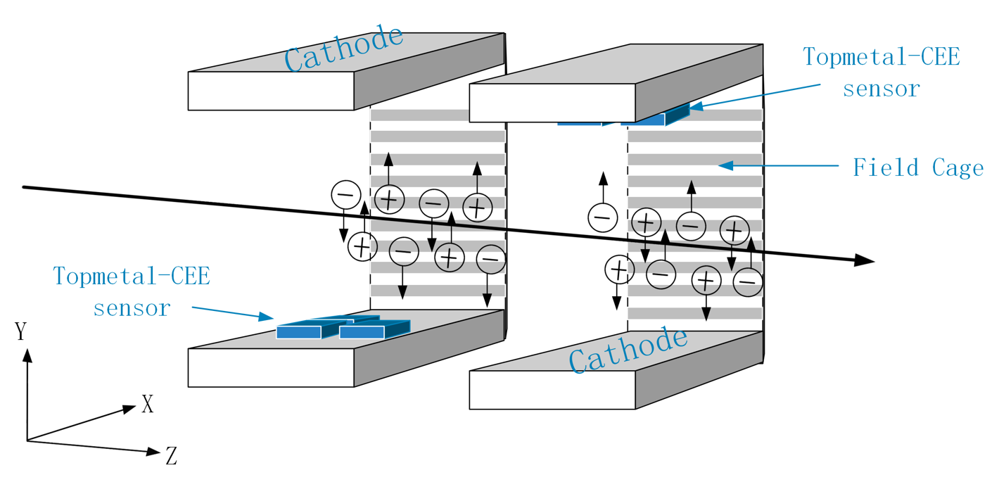 Cathode
Topmetal-CEE
sensor
Field Cage
Topmetal-CEE
sensor
Cathode
Y
X
Z